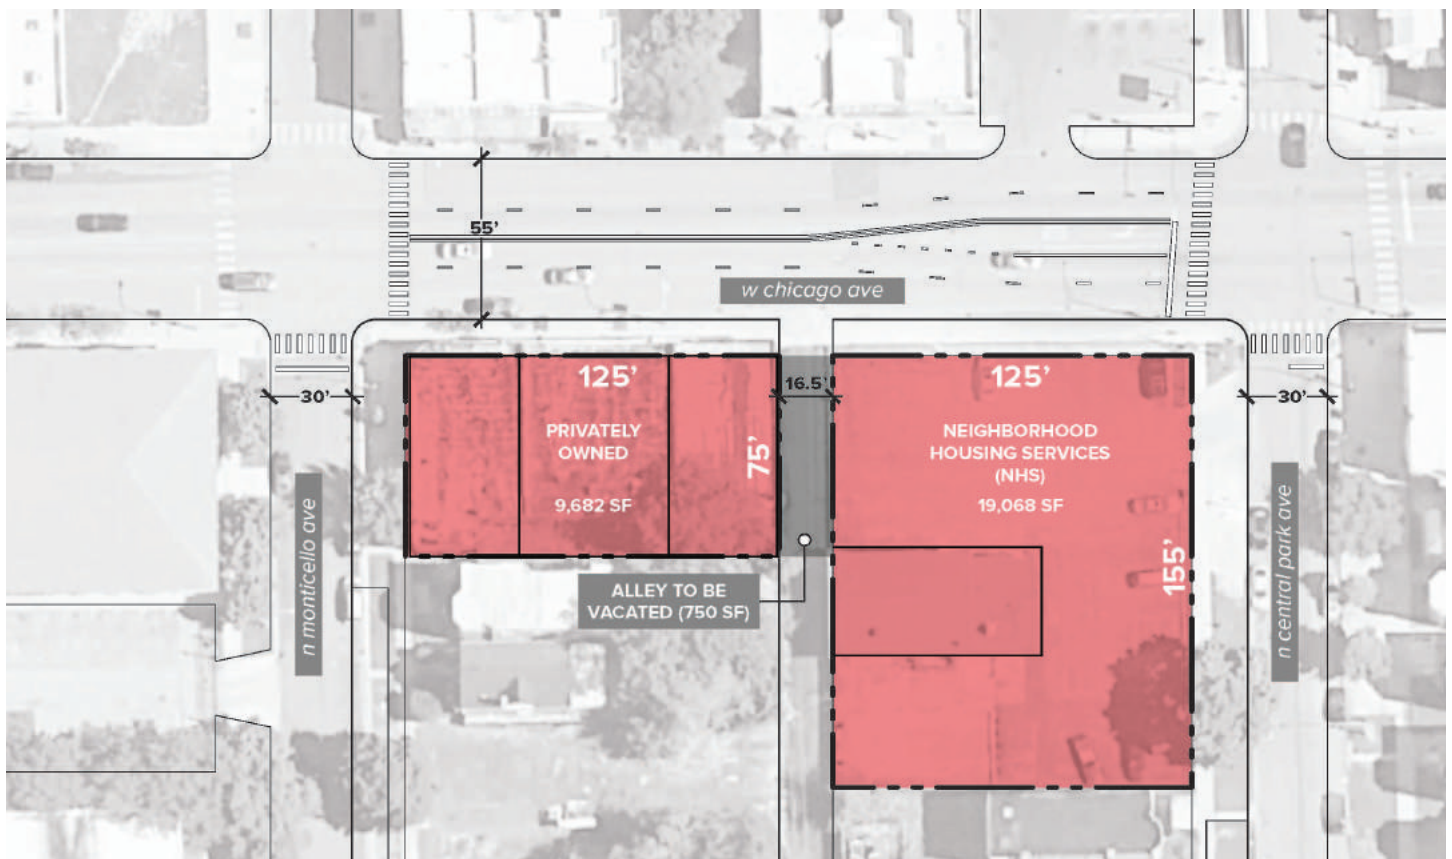 55'
w chicago ave
125'
16.5'
125'
30'
30'
PRIVATELY
OWNED
9,682 SF
75'
NEIGHBORHOOD
HOUSING SERVICES
(NHS)
19,068 SF
155'
n monticello ave
n central park ave
ALLEY TO BE
VACATED (750 SF)